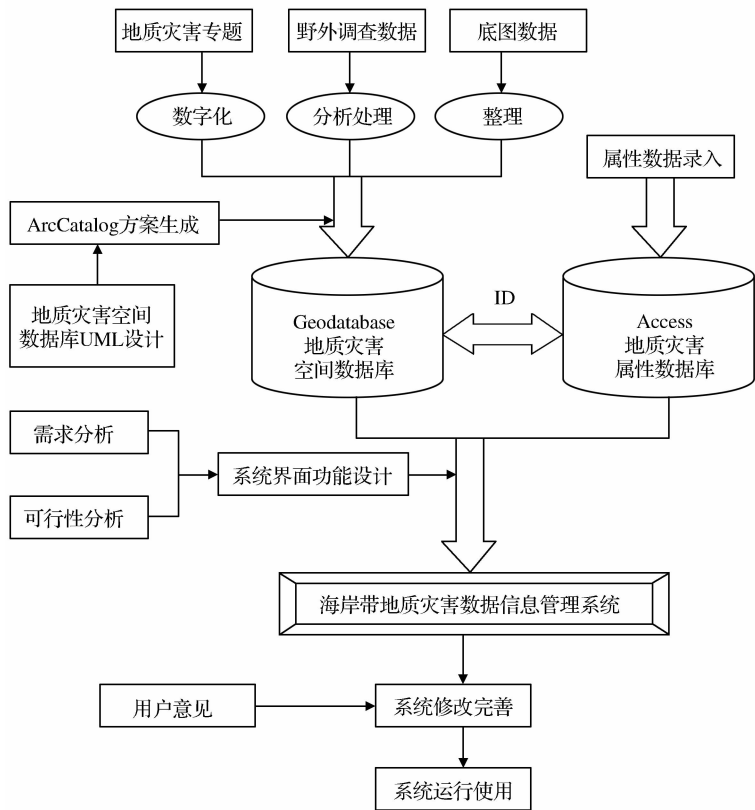 地质灾害专题
野外调查数据
底图数据
数字化
分析处理
整理
属性数据录入
ArcCatalog方案生成
地质灾害空间
数据库UML设计
Geodatabase
地质灾害
空间数据库
ID
Access
地质灾害
属性数据库
需求分析
可行性分析
系统界面功能设计
海岸带地质灾害数据信息管理系统
用户意见
系统修改完善
系统运行使用